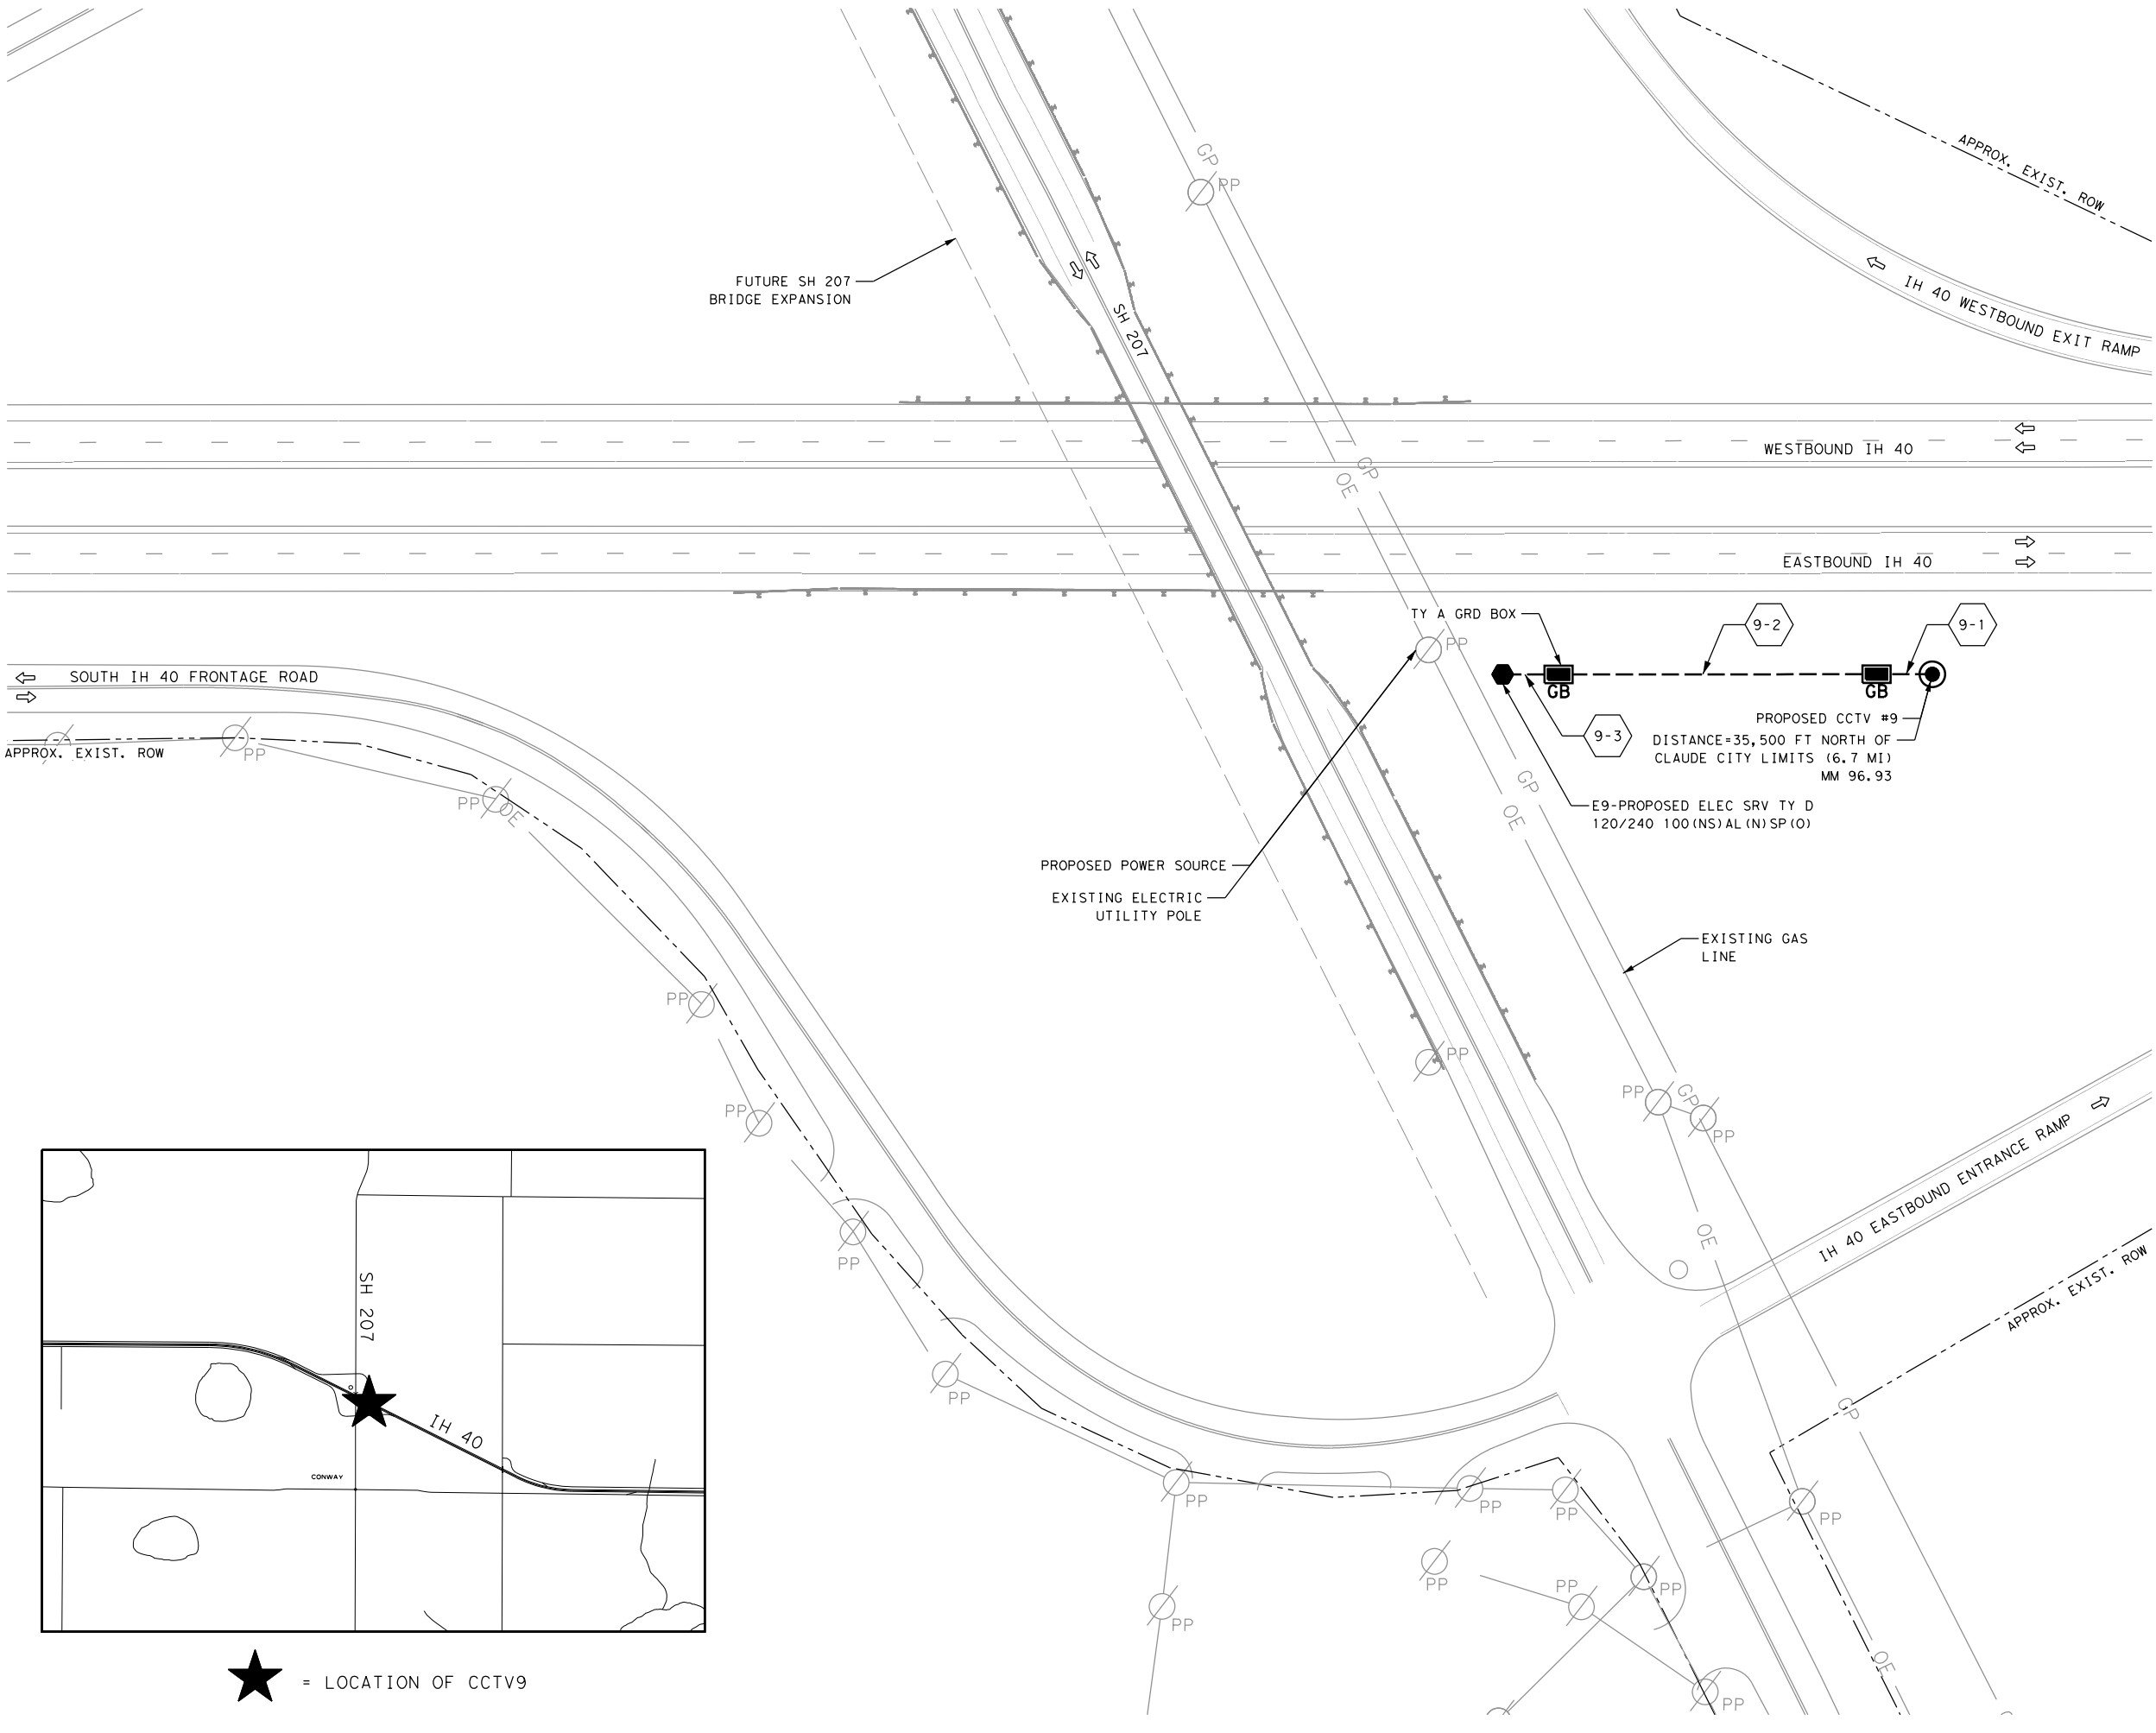 GP
PP
APPROX. EXIST. ROW
FUTURE SH 207
BRIDGE EXPANSION
SH 207
IH 40 WESTBOUND EXIT RAMP
WESTBOUND IH 40
GP
OE
EASTBOUND IH 40
TY A GRD BOX
9-2
9-1
PP
GB
GB
SOUTH IH 40 FRONTAGE ROAD
PROPOSED CCTV #9
9-3
DISTANCE=35,500 FT NORTH OF
CLAUDE CITY LIMITS (6.7 MI)
MM 96.93
APPROX. EXIST. ROW
PP
PP
OE
GP
OE
E9-PROPOSED ELEC SRV TY D
120/240 100(NS)AL(N)SP(O)
PROPOSED POWER SOURCE
EXISTING ELECTRIC
UTILITY POLE
EXISTING GAS
LINE
PP
PP
PP
GP
PP
PP
IH 40 EASTBOUND ENTRANCE RAMP
OE
PP
APPROX. EXIST. ROW
SH 207
IH 40
CONWAY
PP
GP
PP
PP
PP
PP
PP
PP
PP
PP
OE
PP
= LOCATION OF CCTV9